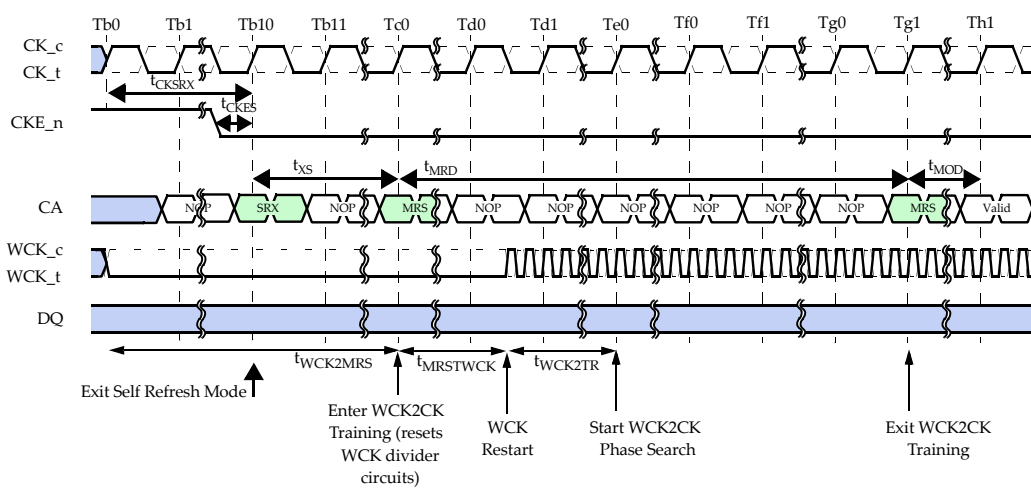 Tb0 Tb1 Tb10 Tb11 Tc0 Td0 Td1 Te0 Tf0 Tf1 Tg0 Tg1 Th1
CK_c
CK_t
tCKSRX
tCKES
CKE_n
tXS tMRD tMOD
CA NOP SRX NOP MRS NOP NOP NOP NOP NOP NOP MRS Valid
WCK_c
WCK_t
DQ
tWCK2MRS tMRSTWCK tWCK2TR
Exit Self Refresh Mode
Enter WCK2CK
Training (resets
WCK divider
circuits)
WCK
Restart
Start WCK2CK
Phase Search
Exit WCK2CK
Training